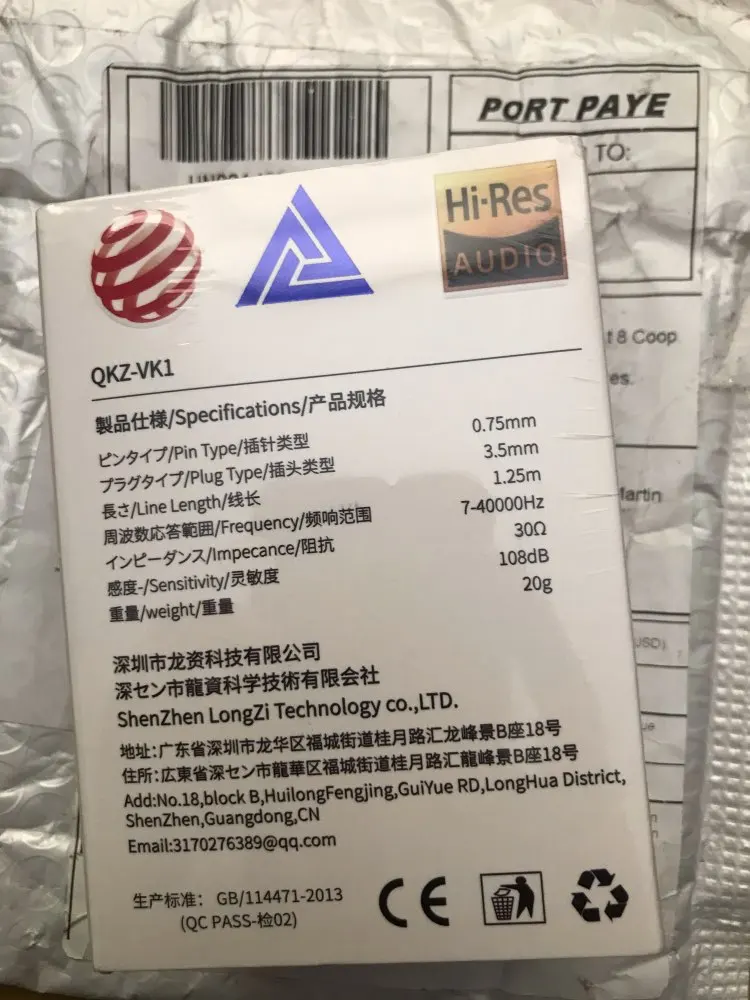 PORT PAYE
TO:
Hi-Res
AUDIO
t 8 Coop
es.
Martin
USD)
ue
QKZ-VK1
製品仕様/Specifications/产品规格
ピンタイプ/Pin Type/插针类型 0.75mm
プラグタイプ/Plug Type/插头类型 3.5mm
長さ/Line Length/线长 1.25m
周波数応答範囲/Frequency/频响范围 7-40000Hz
インピーダンス/Impecance/阻抗 30Ω
感度-/Sensitivity/灵敏度 108dB
重量/weight/重量 20g
深圳市龙资科技有限公司
深セン市龍資科学技術有限会社
ShenZhen LongZi Technology co.,LTD.
地址:广东省深圳市龙华区福城街道桂月路汇龙峰景B座18号
住所:広東省深セン市龍華区福城街道桂月路汇龍峰景B座18号
Add:No.18,block B,HuilongFengjing,GuiYue RD,LongHua District,
ShenZhen,Guangdong,CN
Email:3170276389@qq.com
生产标准: GB/114471-2013
(QC PASS-检02)
CE